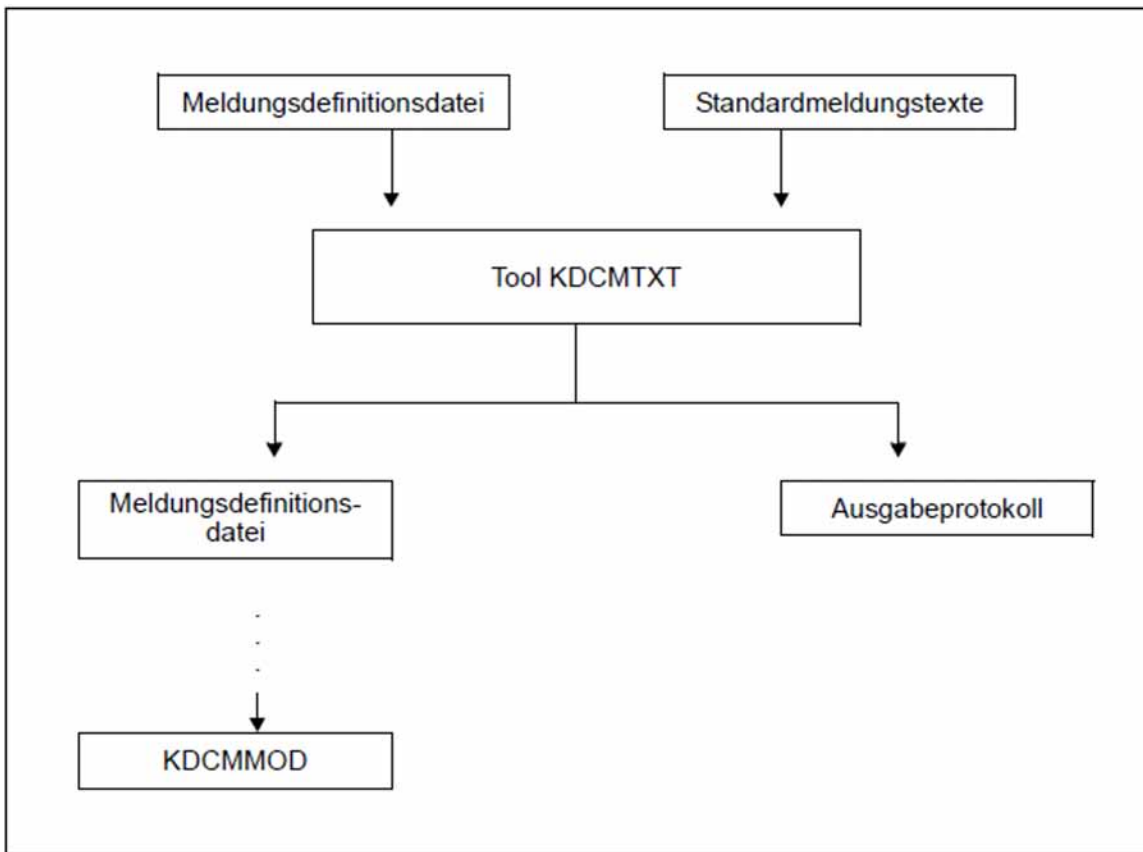 Meldungsdefinitionsdatei
Standardmeldungstexte
Tool KDCMTXT
Meldungsdefinitions-
datei
Ausgabeprotokoll
KDCMMOD